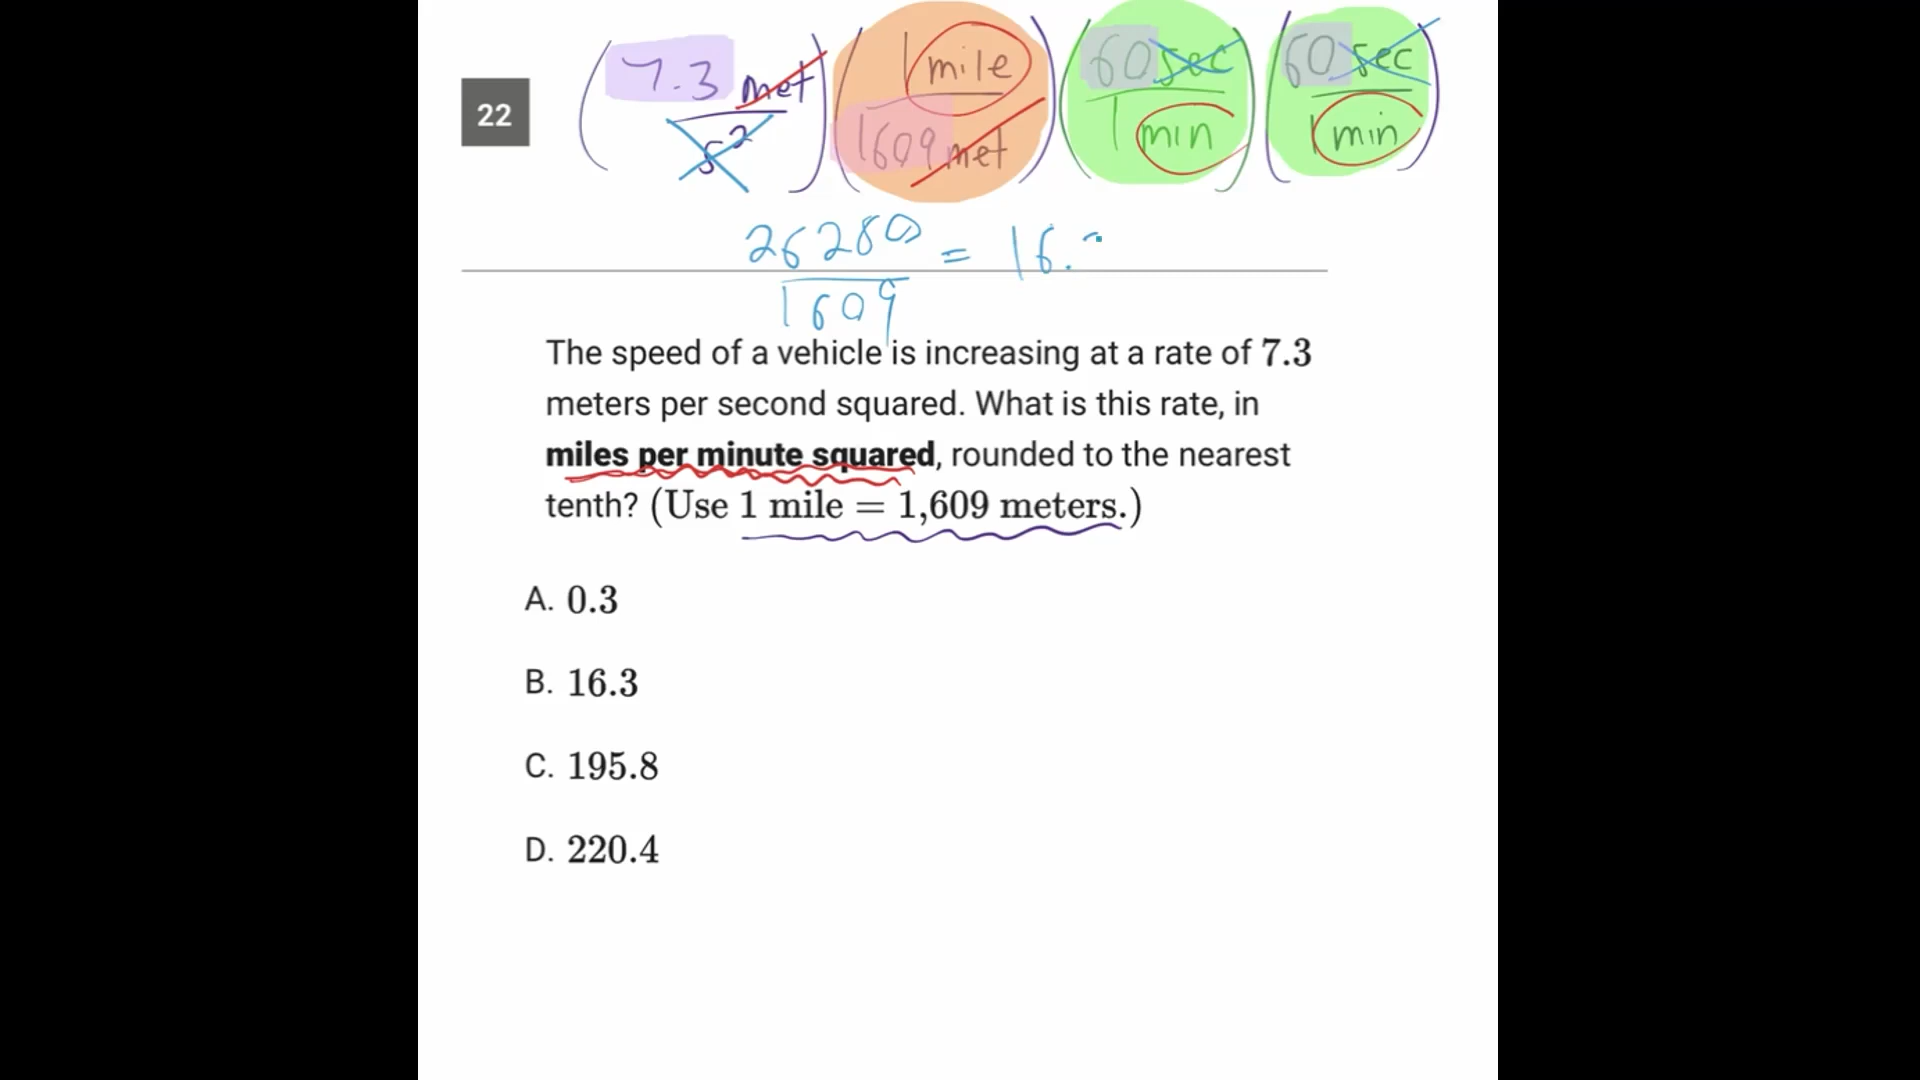 22
(7.3 met / s²) (1 mile / 1609 met) (60 sec / 1 min) (60 sec / 1 min)
26280 / 1609 = 16.
The speed of a vehicle is increasing at a rate of 7.3
meters per second squared. What is this rate, in
miles per minute squared, rounded to the nearest
tenth? (Use 1 mile = 1,609 meters.)
A. 0.3
B. 16.3
C. 195.8
D. 220.4